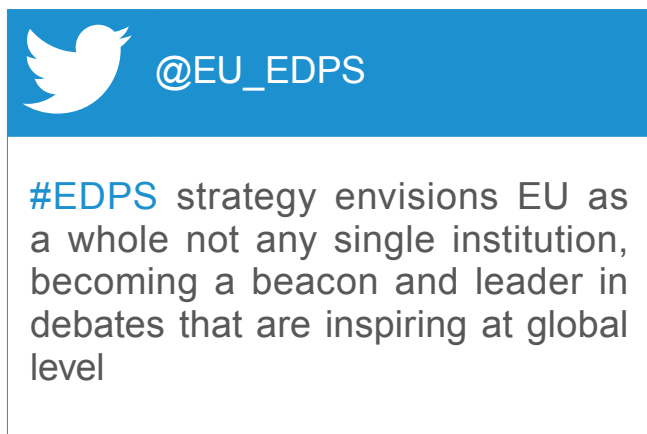 @EU_EDPS
#EDPS strategy envisions EU as
a whole not any single institution,
becoming a beacon and leader in
debates that are inspiring at global
level